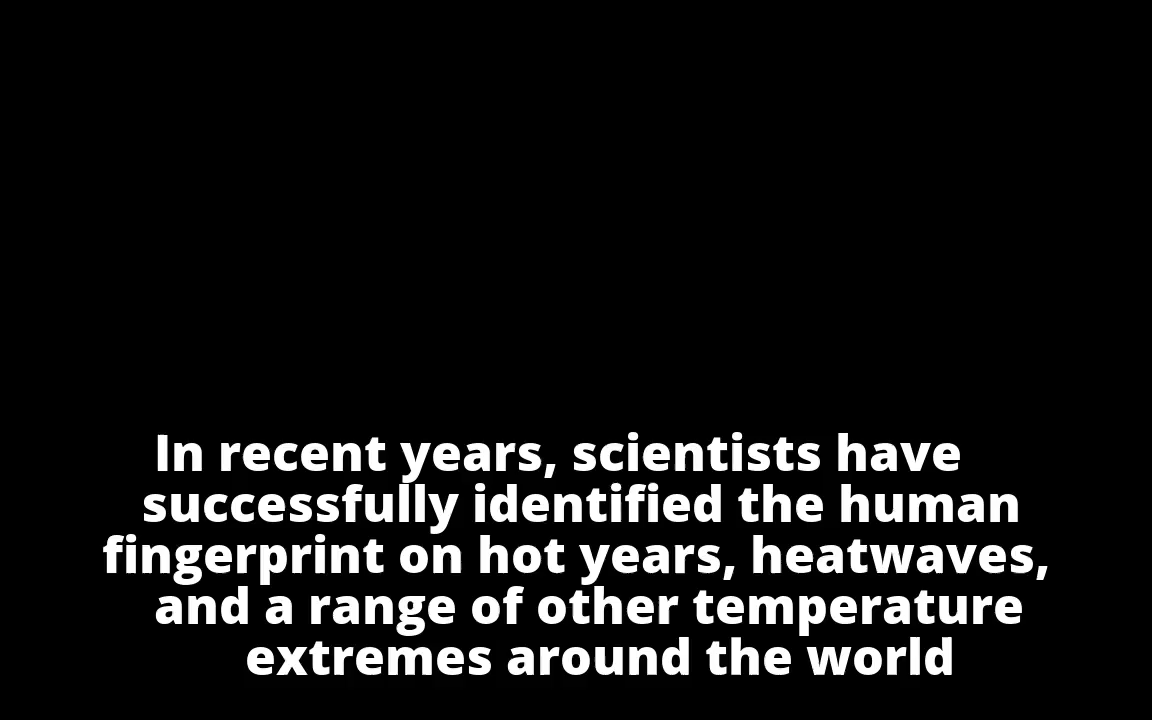 In recent years, scientists have
successfully identified the human
fingerprint on hot years, heatwaves,
and a range of other temperature
extremes around the world